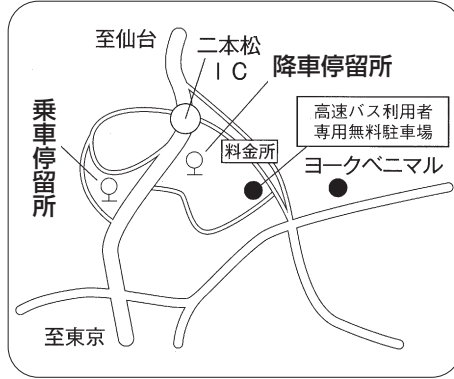 至仙台
二本松
IC
降車停留所
高速バス利用者
専用無料駐車場
料金所
ヨークベニマル
乗車停留所
至東京